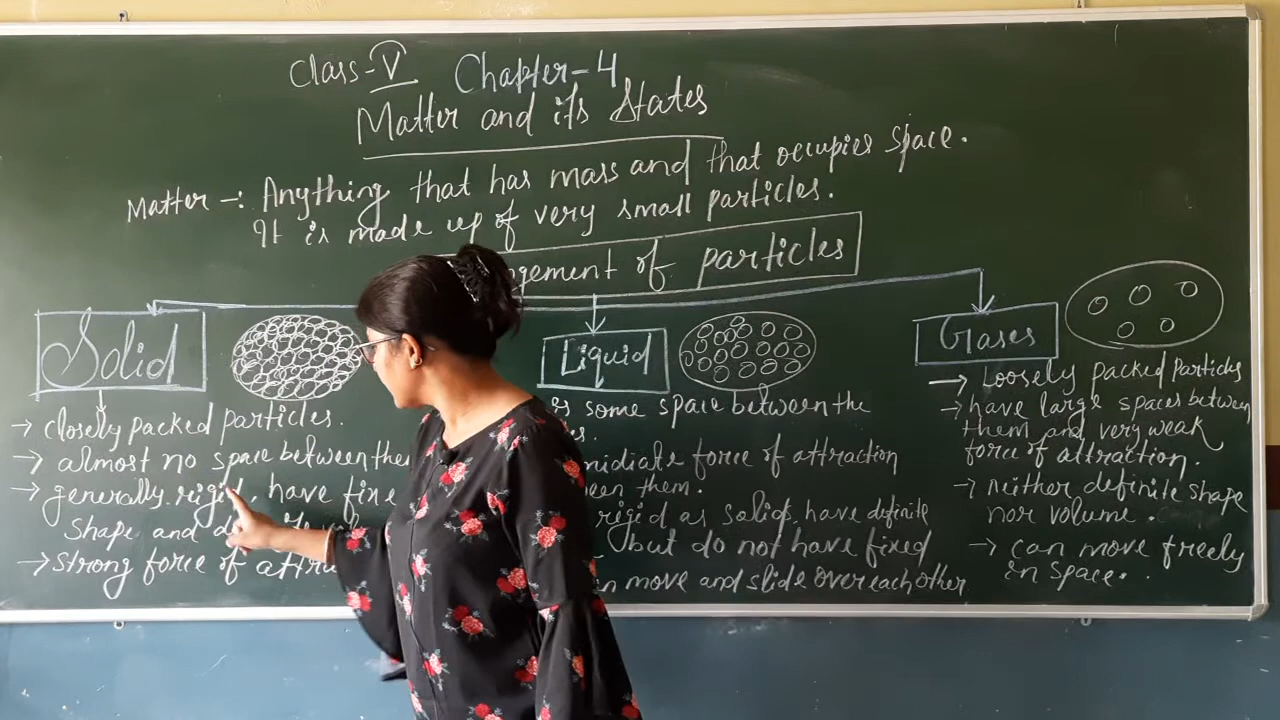 Class-V Chapter-4
Matter and its States
Matter -: Anything that has mass and that occupies space.
It is made up of very small particles.
gement of particles
Solid
Liquid
Gases
→ closely packed particles.
→ almost no space between the
→ generally rigid, have fixe
shape and
→ strong force of attra
is some space between the
es.
midiate force of attraction
een them.
rigid as solids, have definite
but do not have fixed
n move and slide over each other
→ Loosely packed particles
→ have large spaces between
them and very weak
force of attraction.
→ neither definite shape
nor volume.
→ can move freely
in space.